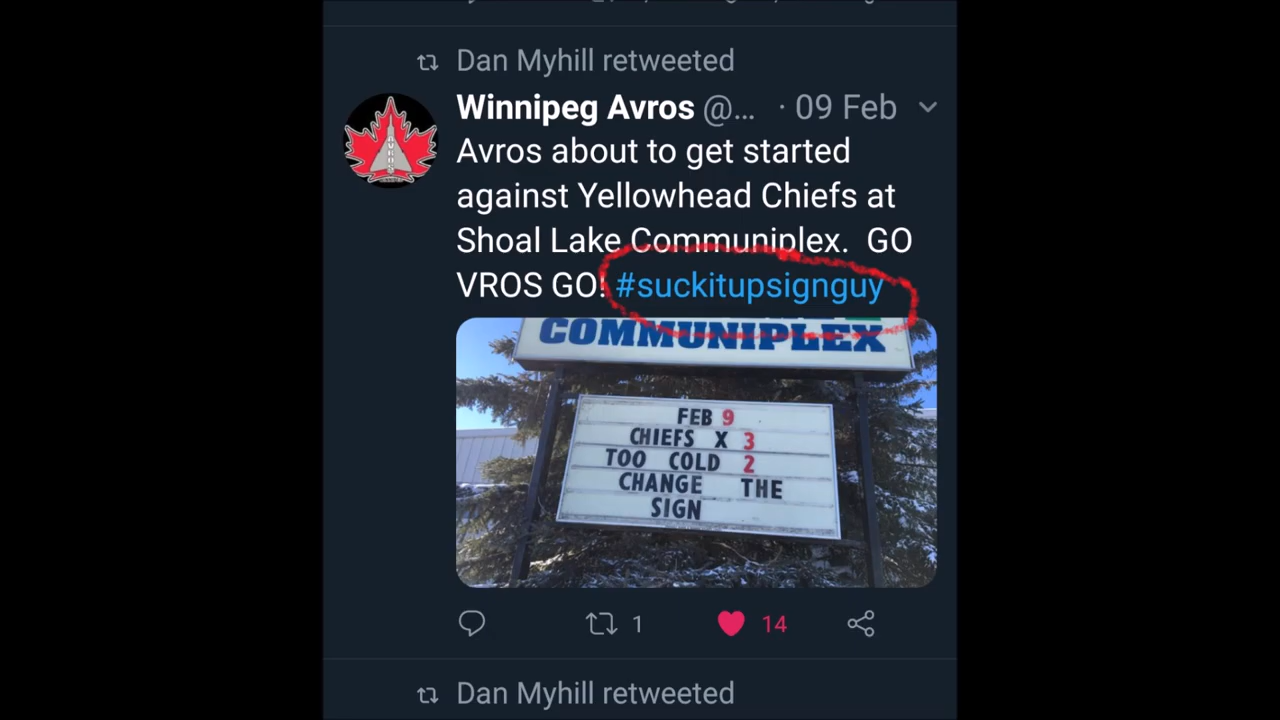 Dan Myhill retweeted
Winnipeg Avros @... · 09 Feb
Avros about to get started
against Yellowhead Chiefs at
Shoal Lake Communiplex. GO
VROS GO! #suckitupsignguy
COMMUNIPLEX
FEB 9
CHIEFS X 3
TOO COLD 2
CHANGE THE
SIGN
1
14
Dan Myhill retweeted